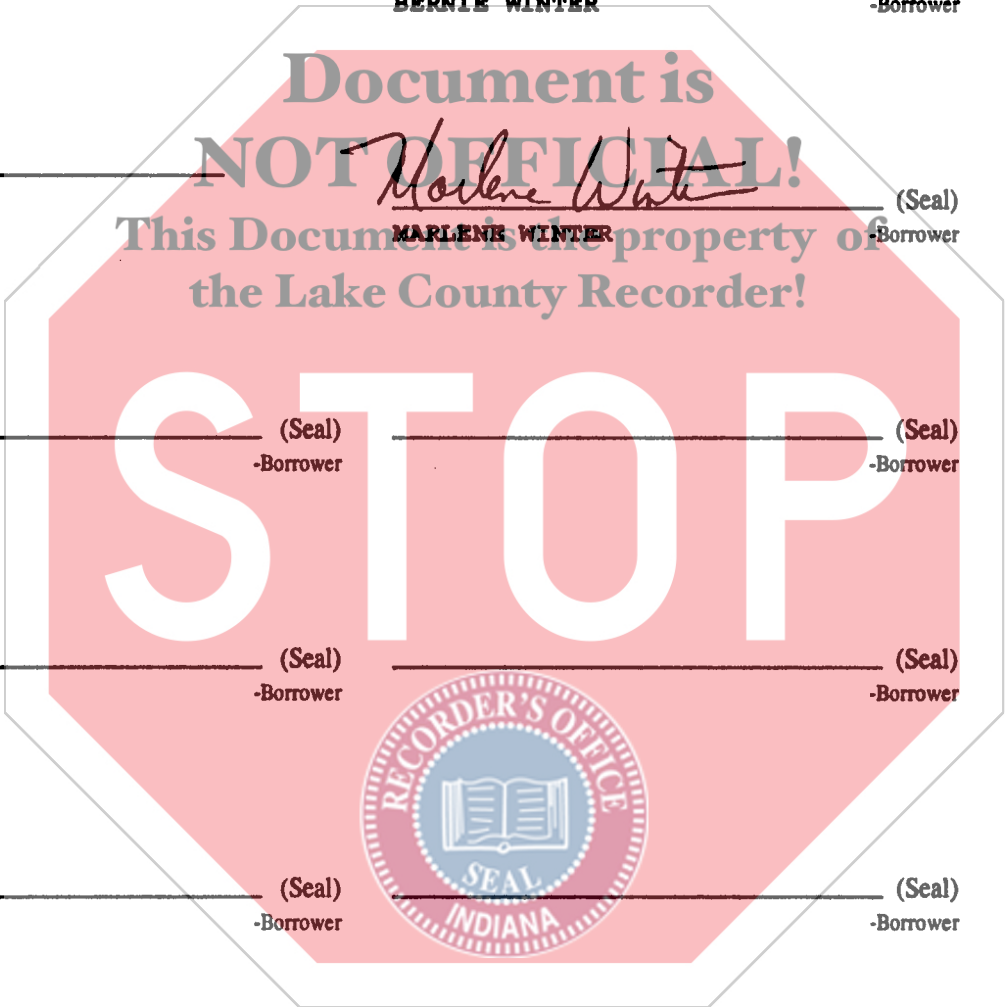 BERNIE WINTER -Borrower
Document is
NOT OFFICIAL!
Marlene Winter (Seal)
MARLENE WINTER -Borrower
This Document is the property of
the Lake County Recorder!
STOP
(Seal) (Seal)
-Borrower -Borrower
(Seal) (Seal)
-Borrower -Borrower
RECORDER'S OFFICE
SEAL
INDIANA
(Seal) (Seal)
-Borrower -Borrower